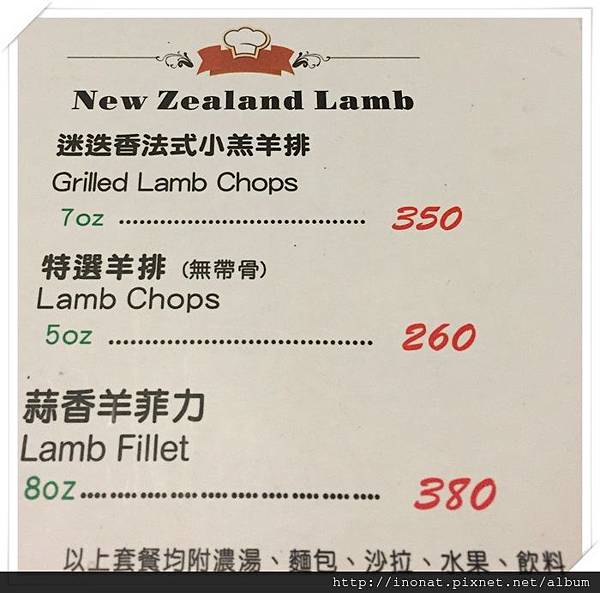 New Zealand Lamb
迷迭香法式小羔羊排
Grilled Lamb Chops
7oz ................................... 350
特選羊排 (無帶骨)
Lamb Chops
5oz ................................... 260
蒜香羊菲力
Lamb Fillet
8oz ................................... 380
以上套餐均附濃湯、麵包、沙拉、水果、飲料
http://inonat.pixnet.net/album